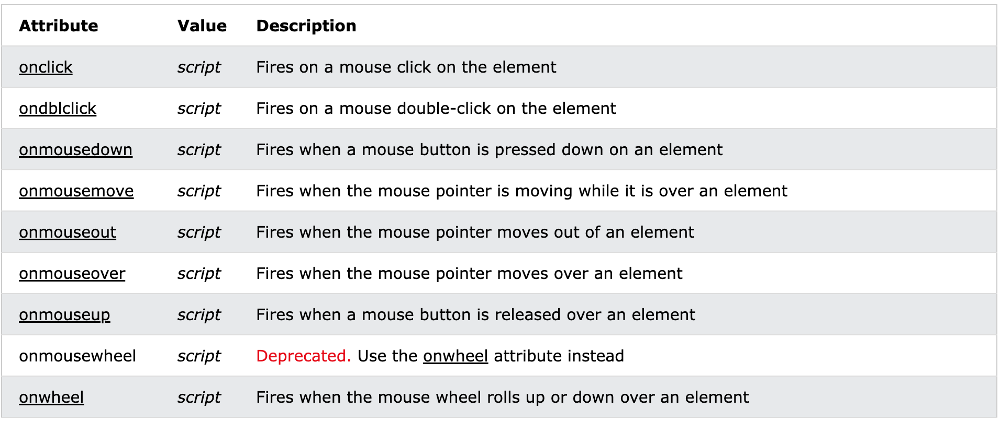 Attribute Value Description
onclick script Fires on a mouse click on the element
ondblclick script Fires on a mouse double-click on the element
onmousedown script Fires when a mouse button is pressed down on an element
onmousemove script Fires when the mouse pointer is moving while it is over an element
onmouseout script Fires when the mouse pointer moves out of an element
onmouseover script Fires when the mouse pointer moves over an element
onmouseup script Fires when a mouse button is released over an element
onmousewheel script Deprecated. Use the onwheel attribute instead
onwheel script Fires when the mouse wheel rolls up or down over an element